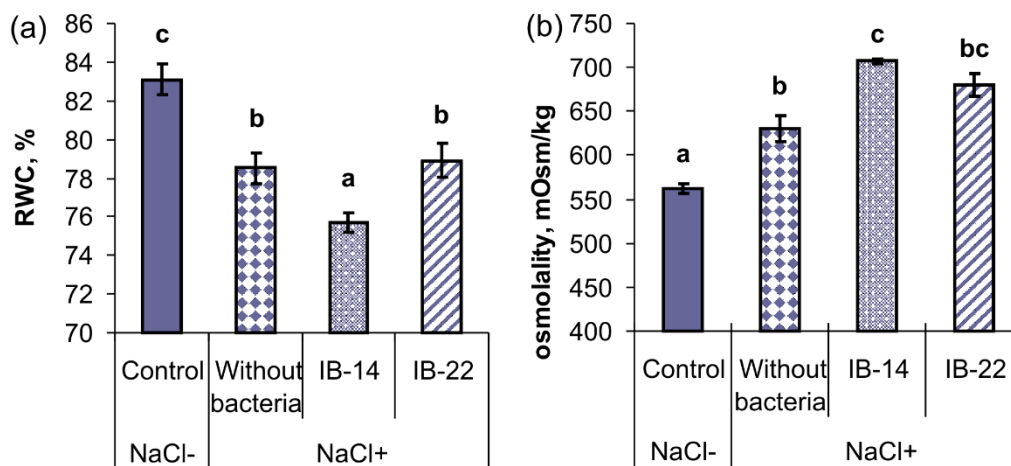 (a)
RWC, %
86
84
82
80
78
76
74
72
70
c
b
a
b
Control
Without bacteria
IB-14
IB-22
NaCl-
NaCl+
(b)
osmolality, mOsm/kg
750
700
650
600
550
500
450
400
a
b
c
bc
Control
Without bacteria
IB-14
IB-22
NaCl-
NaCl+